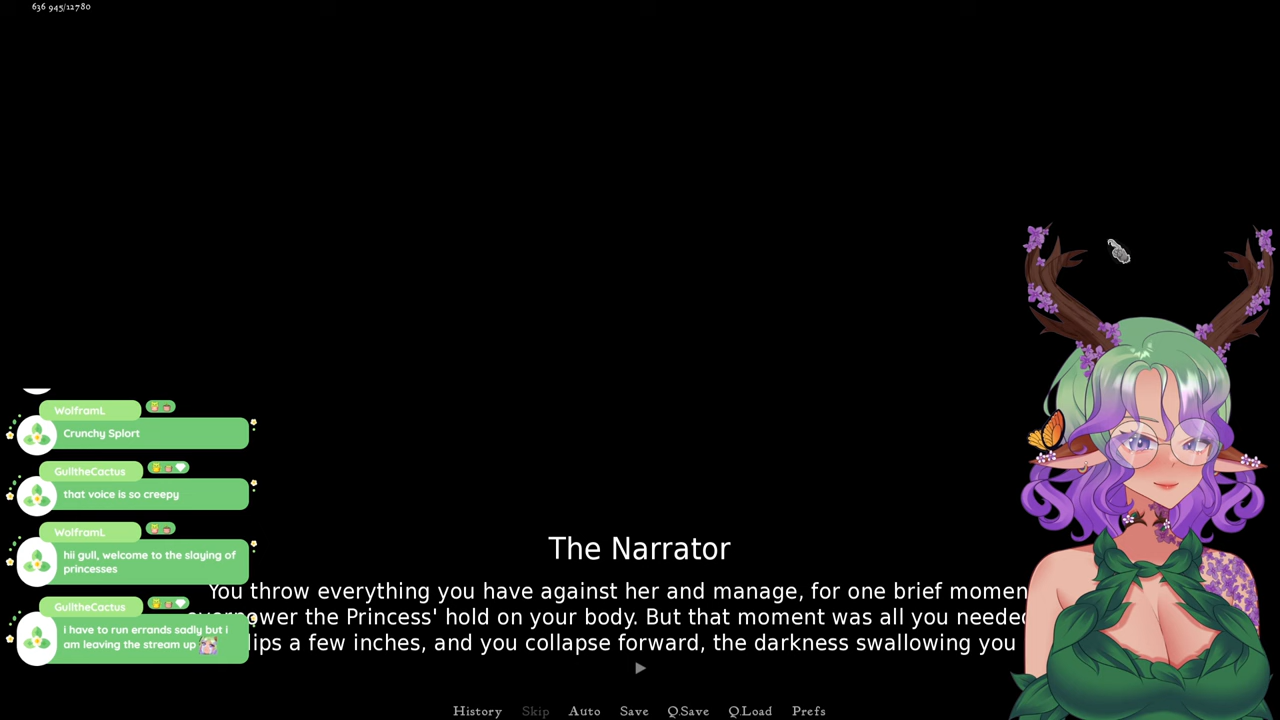 636 945/12780
WolframL
Crunchy Splort
GulltheCactus
that voice is so creepy
WolframL
hii gull, welcome to the slaying of
princesses
GulltheCactus
i have to run errands sadly but i
am leaving the stream up
The Narrator
You throw everything you have against her and manage, for one brief momen
power the Princess' hold on your body. But that moment was all you neede
lips a few inches, and you collapse forward, the darkness swallowing you
History Skip Auto Save Q.Save Q.Load Prefs